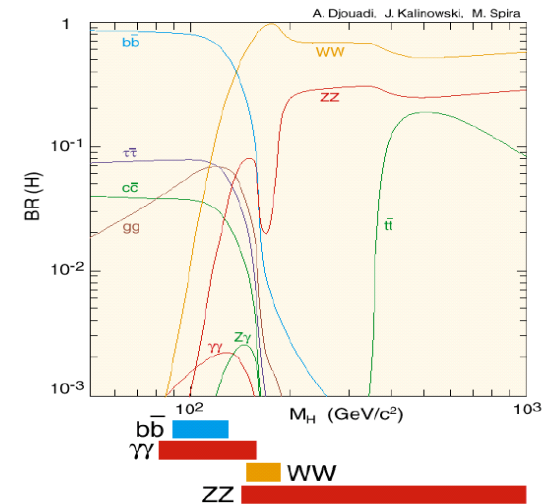 A. Djouadi, J. Kalinowski, M. Spira
1
bb̅
WW
ZZ
10⁻¹
ττ̅
cc̅
gg
BR (H)
tt̅
10⁻²
γγ
Zγ
10⁻³
10²
M_H (GeV/c²)
10³
bb̅
γγ
WW
ZZ